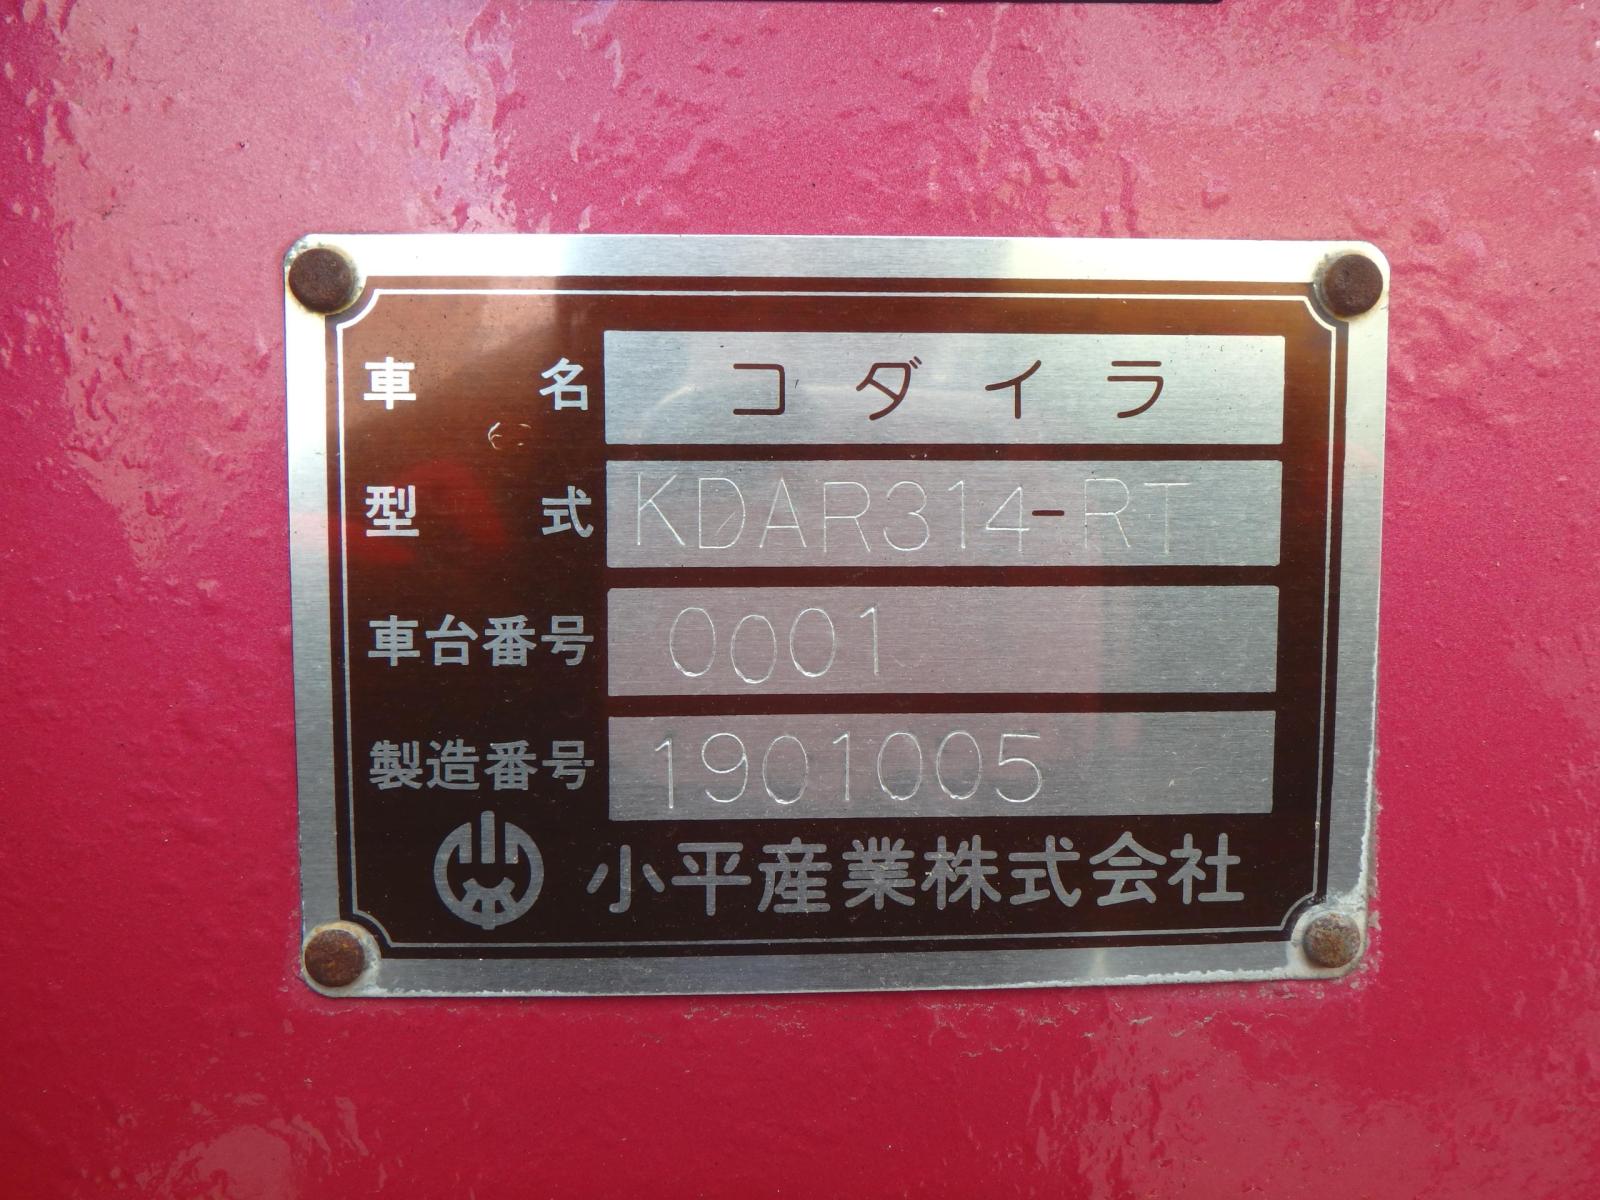 車名 コダイラ
型式 KDAR314-RT
車台番号 0001
製造番号 1901005
小平産業株式会社